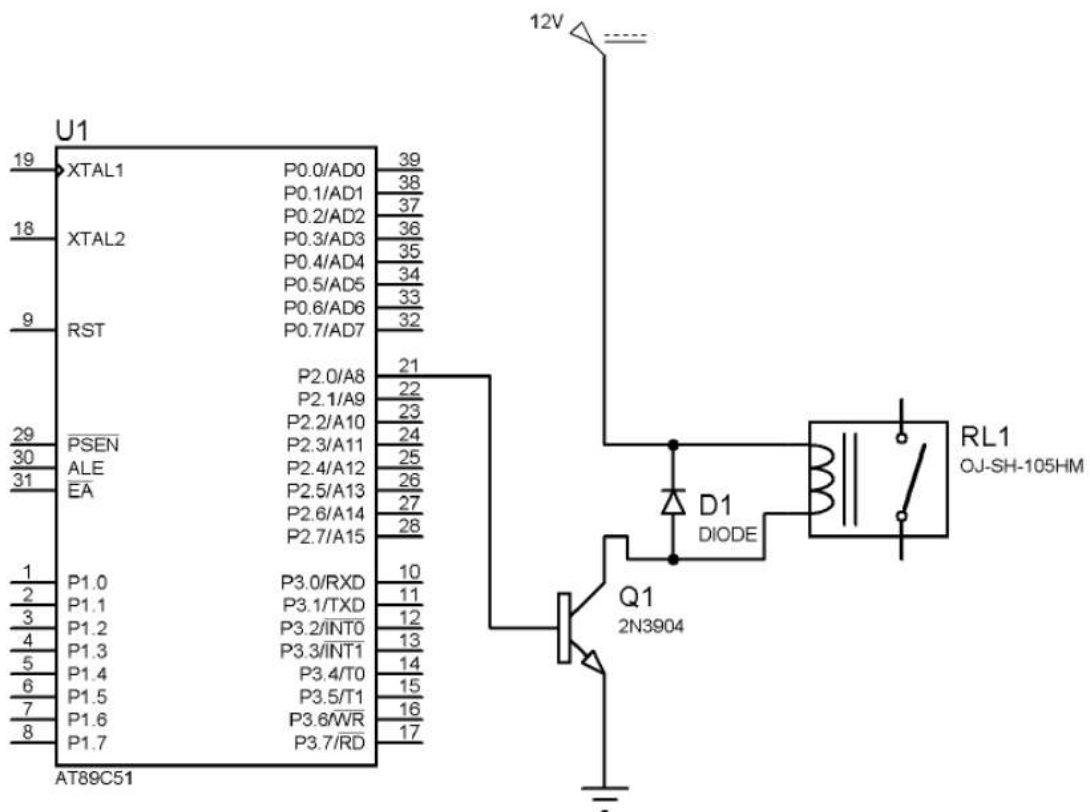 12V
U1
19 XTAL1 P0.0/AD0 39
P0.1/AD1 38
P0.2/AD2 37
18 XTAL2 P0.3/AD3 36
P0.4/AD4 35
P0.5/AD5 34
P0.6/AD6 33
9 RST P0.7/AD7 32
P2.0/A8 21
P2.1/A9 22
P2.2/A10 23
29 PSEN P2.3/A11 24
30 ALE P2.4/A12 25
31 EA P2.5/A13 26
P2.6/A14 27
P2.7/A15 28
1 P1.0 P3.0/RXD 10
2 P1.1 P3.1/TXD 11
3 P1.2 P3.2/INT0 12
4 P1.3 P3.3/INT1 13
5 P1.4 P3.4/T0 14
6 P1.5 P3.5/T1 15
7 P1.6 P3.6/WR 16
8 P1.7 P3.7/RD 17
AT89C51
RL1
OJ-SH-105HM
D1
DIODE
Q1
2N3904